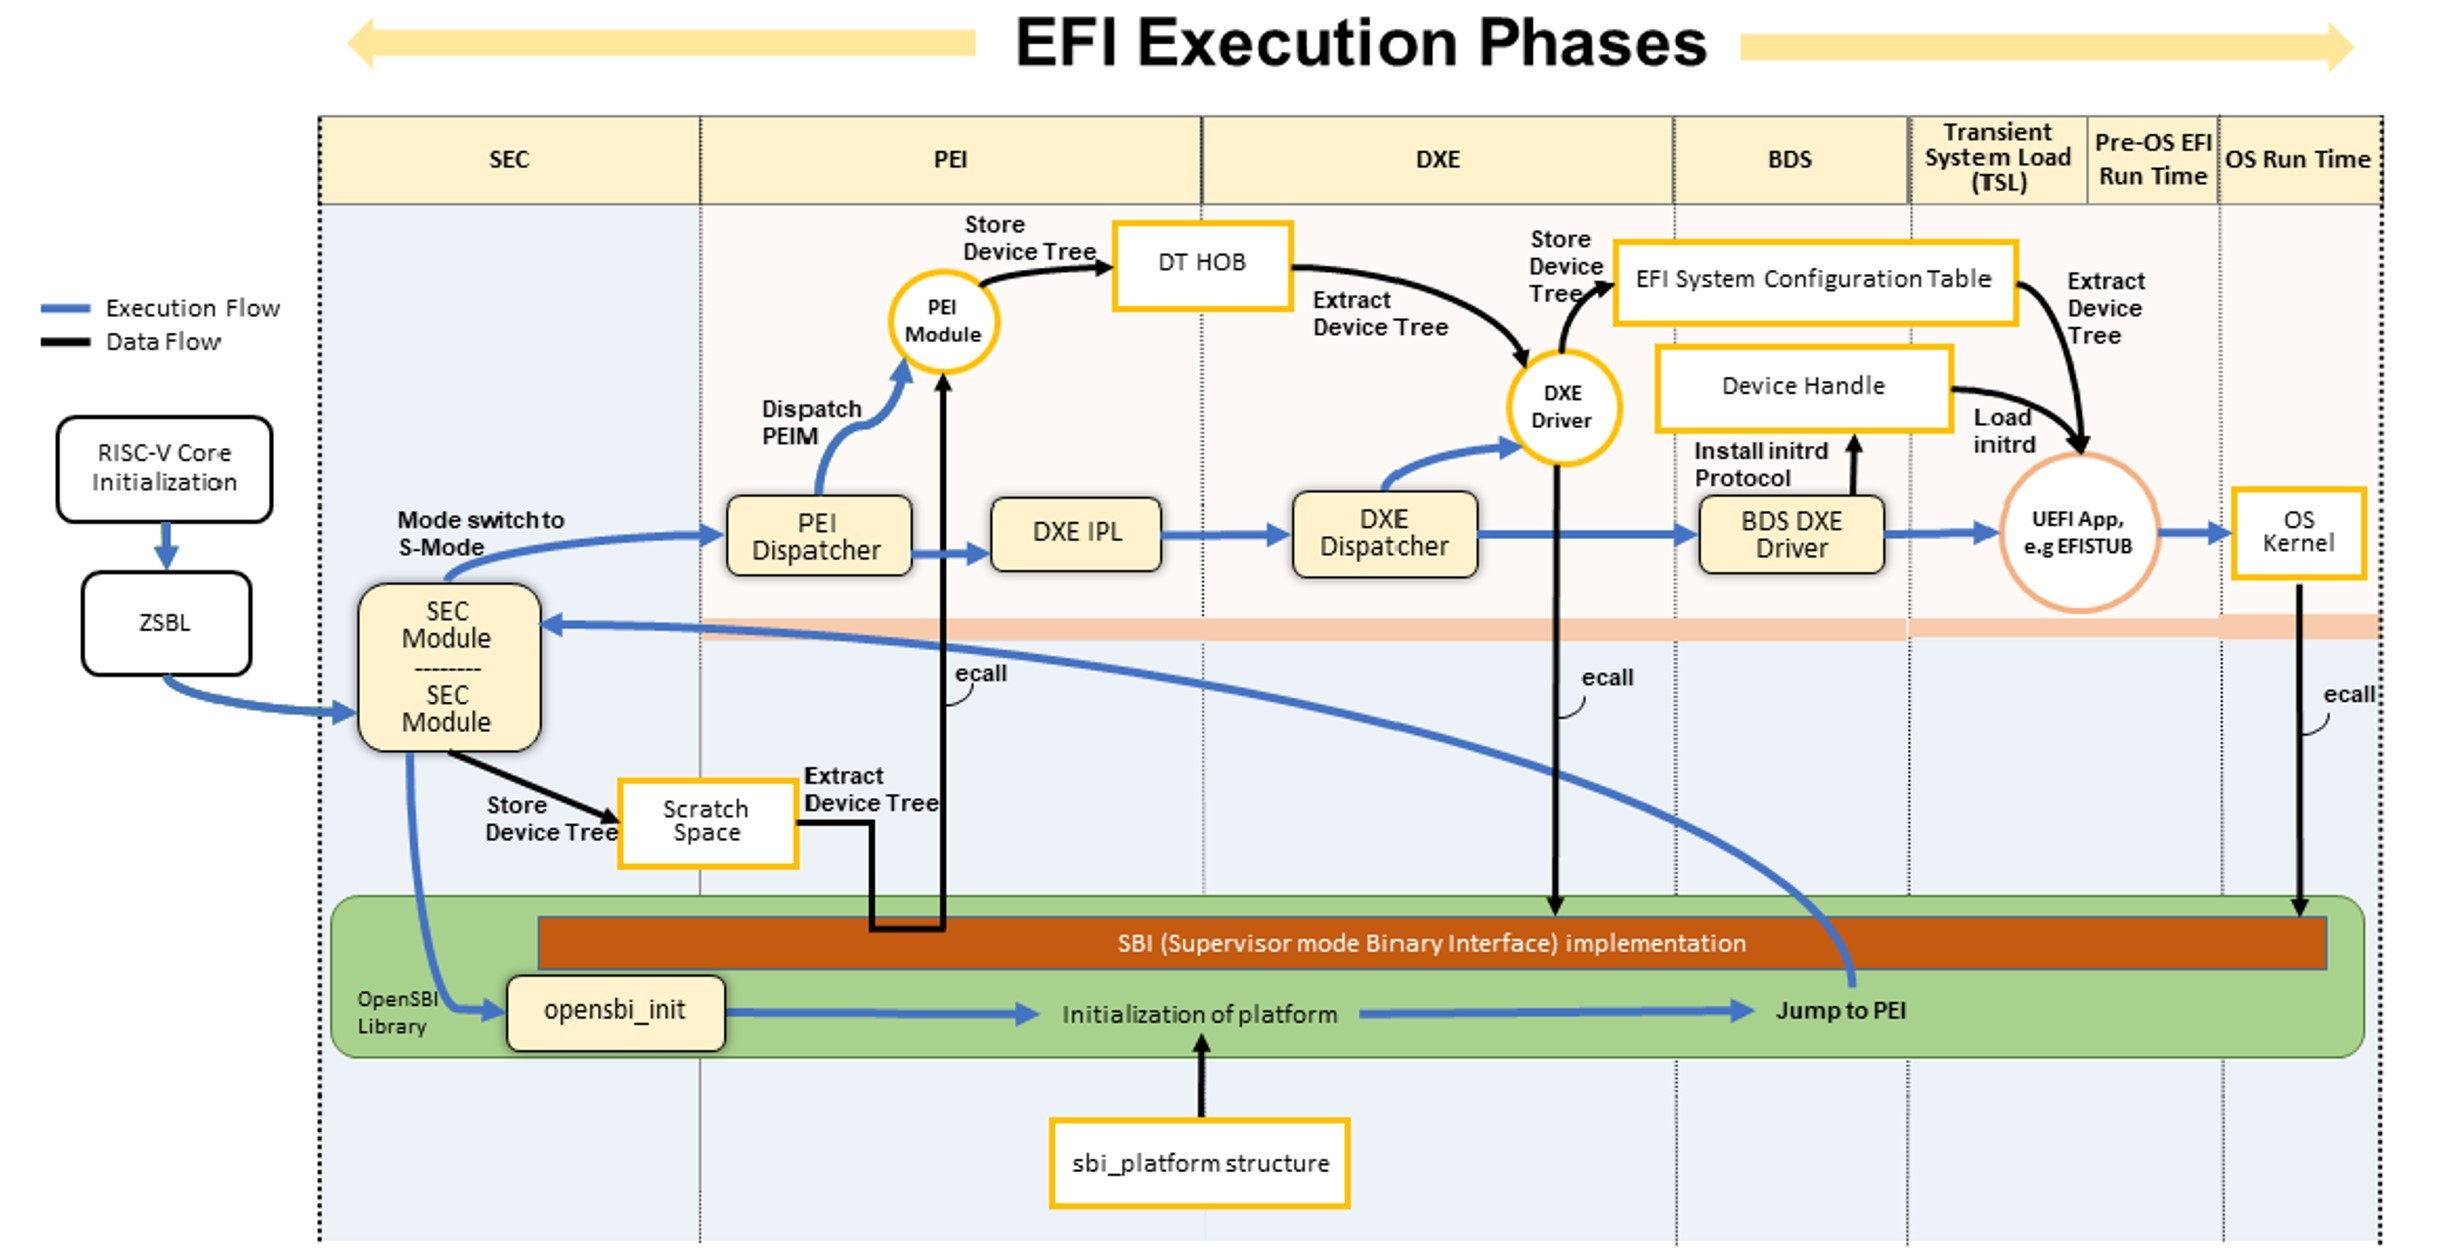 EFI Execution Phases
SEC
PEI
DXE
BDS
Transient
System Load
(TSL)
Pre-OS EFI
Run Time
OS Run Time
Execution Flow
Data Flow
RISC-V Core
Initialization
ZSBL
Mode switch to
S-Mode
SEC
Module
--------
SEC
Module
Store
Device Tree
Scratch
Space
Extract
Device Tree
Dispatch
PEIM
PEI
Dispatcher
PEI
Module
Store
Device Tree
DT HOB
Extract
Device Tree
DXE IPL
DXE
Dispatcher
DXE
Driver
Store
Device
Tree
EFI System Configuration Table
Extract
Device
Tree
Device Handle
Load
initrd
Install initrd
Protocol
BDS DXE
Driver
UEFI App,
e.g EFISTUB
OS
Kernel
ecall
ecall
ecall
SBI (Supervisor mode Binary Interface) implementation
OpenSBI
Library
opensbi_init
Initialization of platform
Jump to PEI
sbi_platform structure